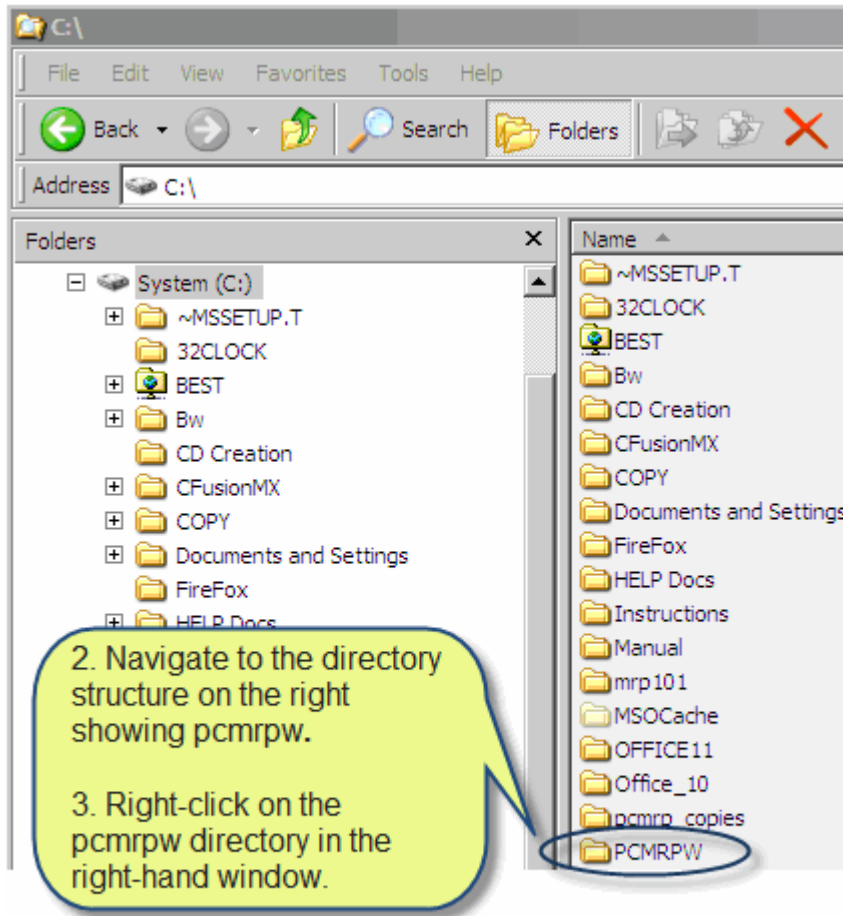 C:\
File Edit View Favorites Tools Help
Back Search Folders
Address C:\
Folders
System (C:)
~MSSETUP.T
32CLOCK
BEST
Bw
CD Creation
CFusionMX
COPY
Documents and Settings
FireFox
HELP Docs
2. Navigate to the directory
structure on the right
showing pcmrpw.
3. Right-click on the
pcmrpw directory in the
right-hand window.
Name
~MSSETUP.T
32CLOCK
BEST
Bw
CD Creation
CFusionMX
COPY
Documents and Settings
FireFox
HELP Docs
Instructions
Manual
mrp101
MSOCache
OFFICE11
Office_10
pcmrp_copies
PCMRPW